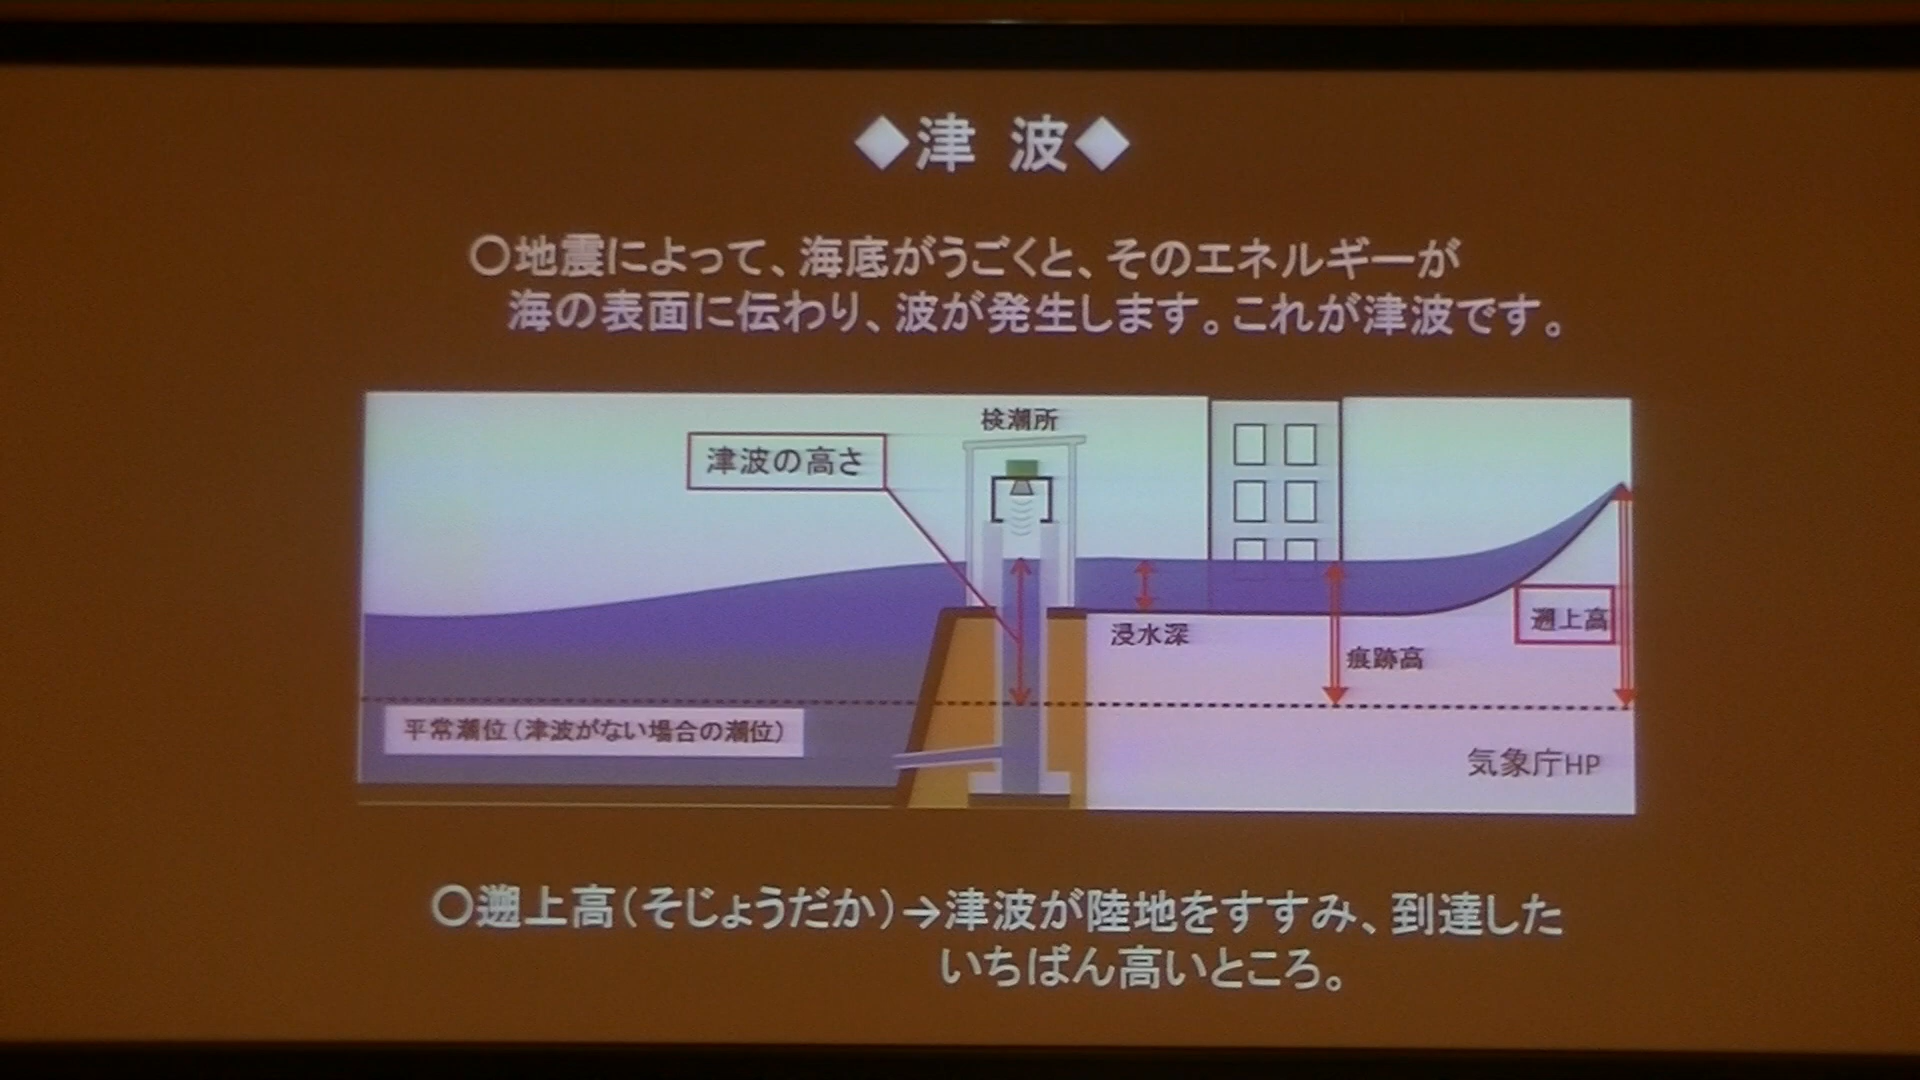 ◆津 波◆
○地震によって、海底がうごくと、そのエネルギーが
海の表面に伝わり、波が発生します。これが津波です。
検潮所
津波の高さ
浸水深
遡上高
痕跡高
平常潮位(津波がない場合の潮位)
気象庁HP
○遡上高(そじょうだか)→津波が陸地をすすみ、到達した
いちばん高いところ。